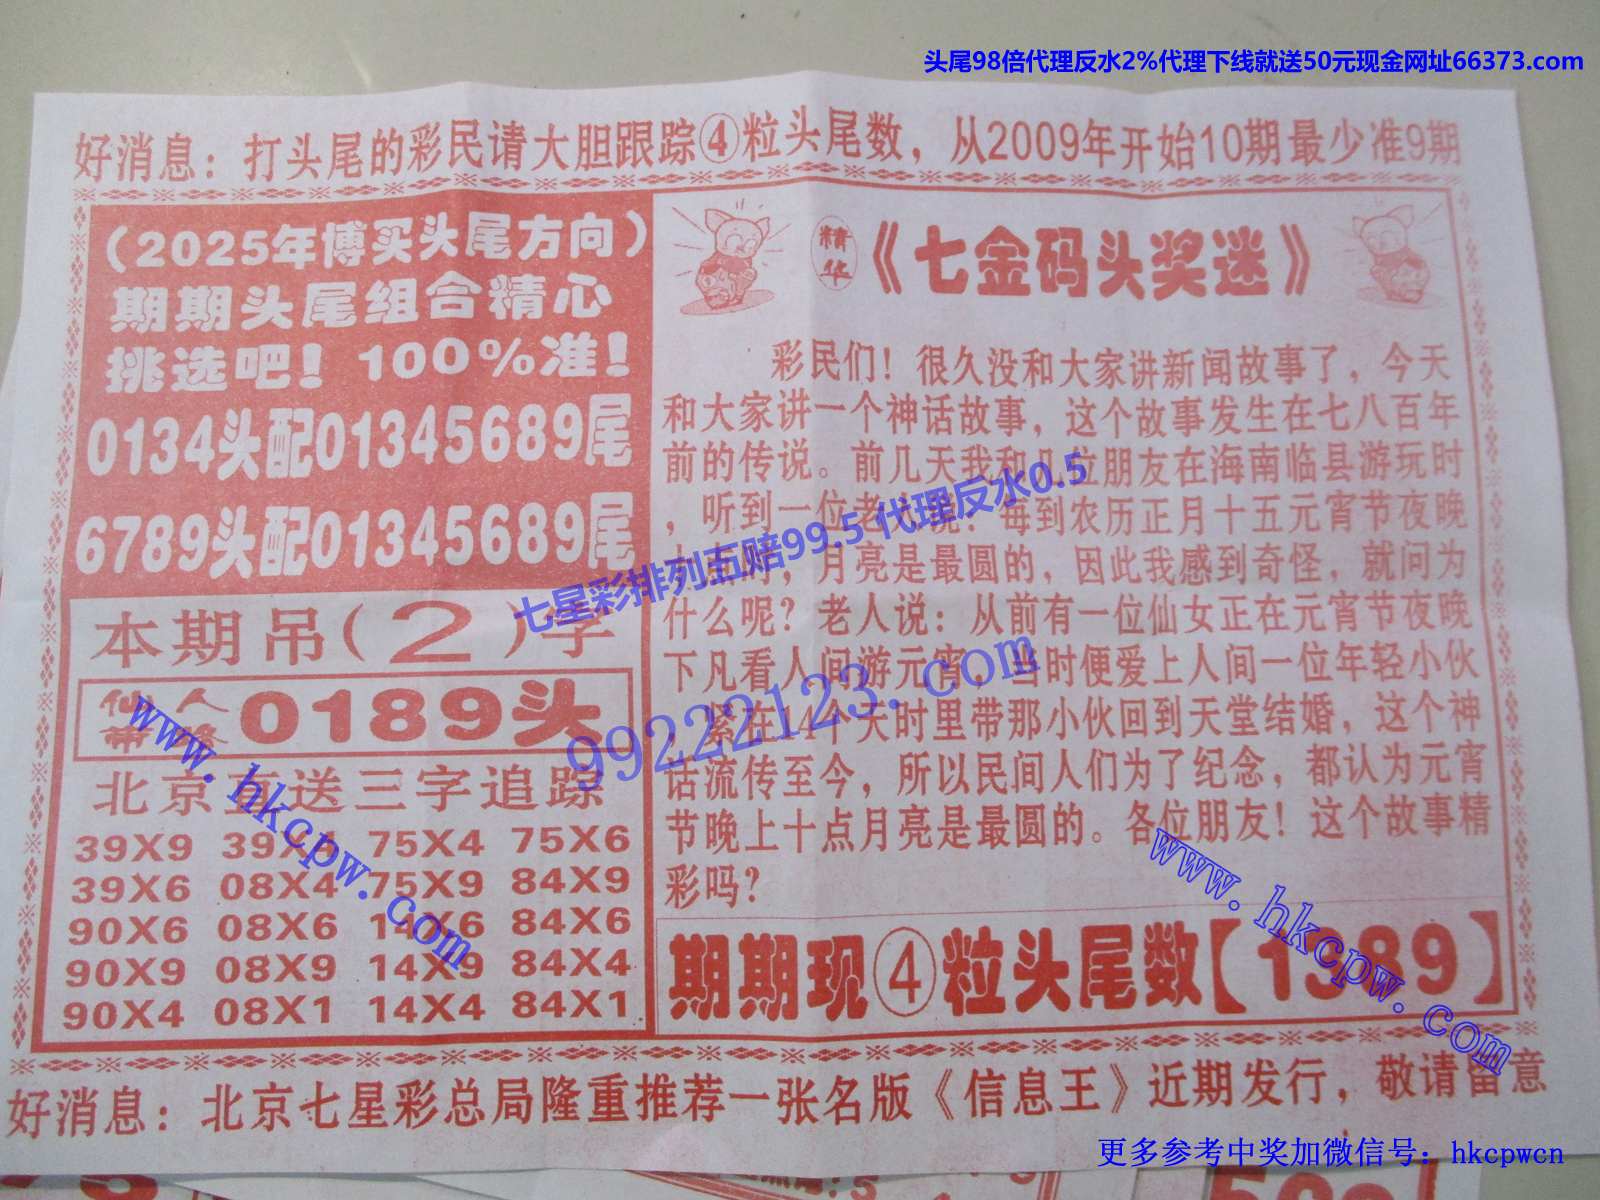 头尾98倍代理反水2%代理下线就送50元现金网址66373.com
好消息：打头尾的彩民请大胆跟踪④粒头尾数，从2009年开始10期最少准9期
（2025年博买头尾方向）
期期头尾组合精心
挑选吧！100%准！
0134头配01345689尾
6789头配01345689尾
本期吊(2)字
仙人
0189头
北京直送三字追踪
39X9 39X4 75X4 75X6
39X6 08X4 75X9 84X9
90X6 08X6 14X6 84X6
90X9 08X9 14X9 84X4
90X4 08X1 14X4 84X1
精华
《七金码头奖迷》
彩民们！很久没和大家讲新闻故事了，今天
和大家讲一个神话故事，这个故事发生在七八百年
前的传说。前几天我和几位朋友在海南临县游玩时
，听到一位老人说：每到农历正月十五元宵节夜晚
十点时，月亮是最圆的，因此我感到奇怪，就问为
什么呢？老人说：从前有一位仙女正在元宵节夜晚
下凡看人间游元宵，当时便爱上人间一位年轻小伙
，紧在14个天时里带那小伙回到天堂结婚，这个神
话流传至今，所以民间人们为了纪念，都认为元宵
节晚上十点月亮是最圆的。各位朋友！这个故事精
彩吗？
期期现④粒头尾数【1389】
好消息：北京七星彩总局隆重推荐一张名版《信息王》近期发行，敬请留意
七星彩排列五赔99.5 代理反水0.5
99222123.com
www.hkcpw.com
www.hkcpw.com
更多参考中奖加微信号：hkcpwcn